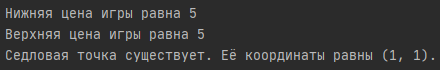 Нижняя цена игры равна 5
Верхняя цена игры равна 5
Седловая точка существует. Её координаты равны (1, 1).